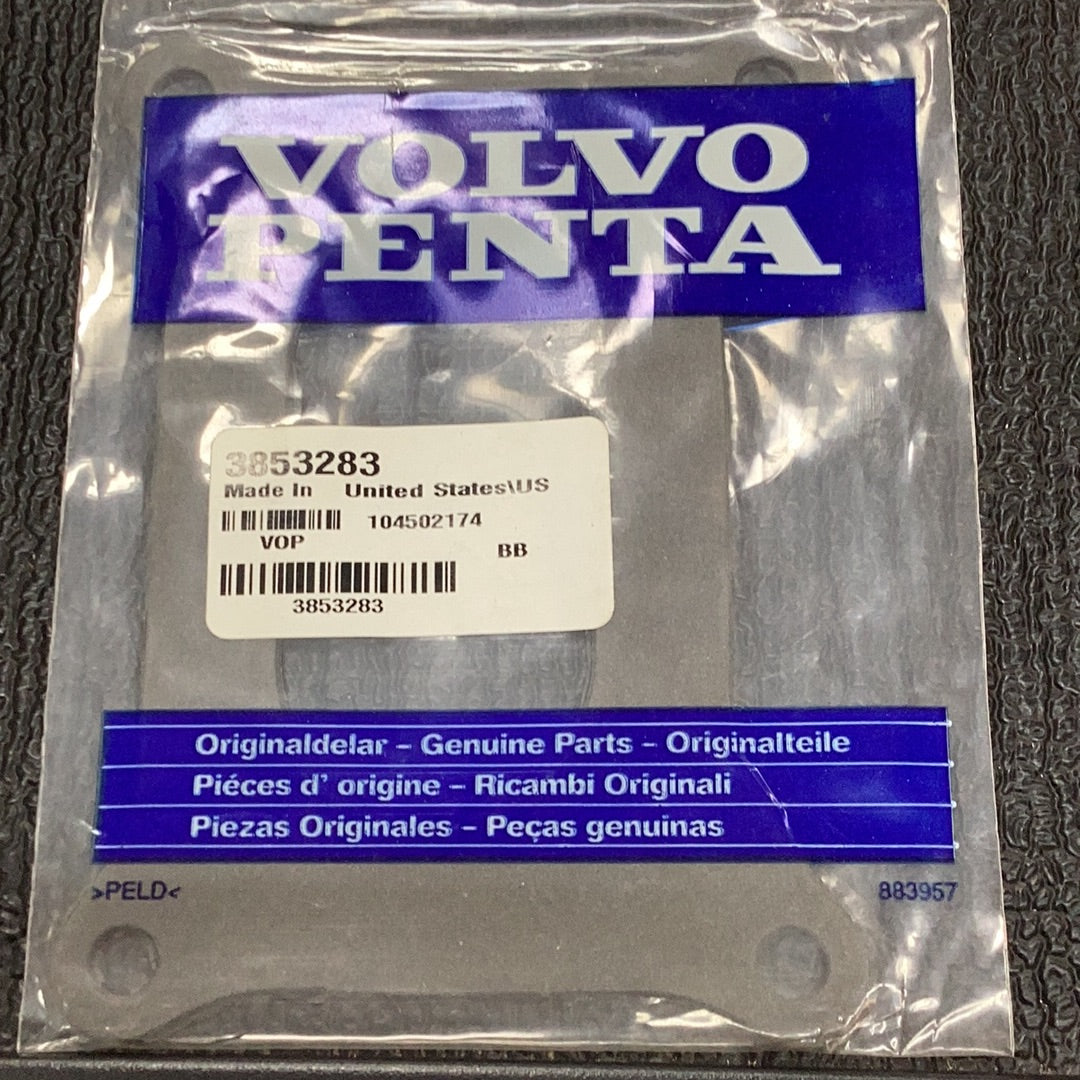 VOLVO
PENTA
3853283
Made In United States\US
104502174
VOP
BB
3853283
Originaldelar – Genuine Parts – Originalteile
Piéces d' origine – Ricambi Originali
Piezas Originales – Peças genuinas
>PELD< 883957